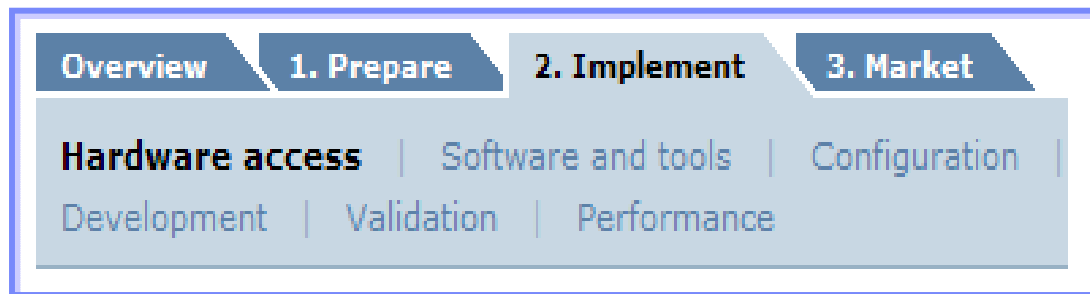 Overview 1. Prepare 2. Implement 3. Market
Hardware access | Software and tools | Configuration |
Development | Validation | Performance